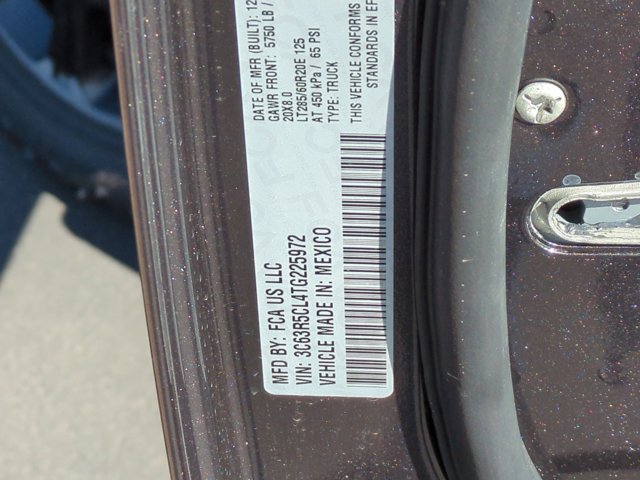 MFD BY: FCA US LLC
DATE OF MFR (BUILT): 12
GAWR FRONT: 5750 LB /
20X8.0
LT285/60R20E 125
AT 450 kPa / 65 PSI
TYPE: TRUCK
VIN: 3C63R5CL4TG225972
VEHICLE MADE IN: MEXICO
THIS VEHICLE CONFORMS
STANDARDS IN EF